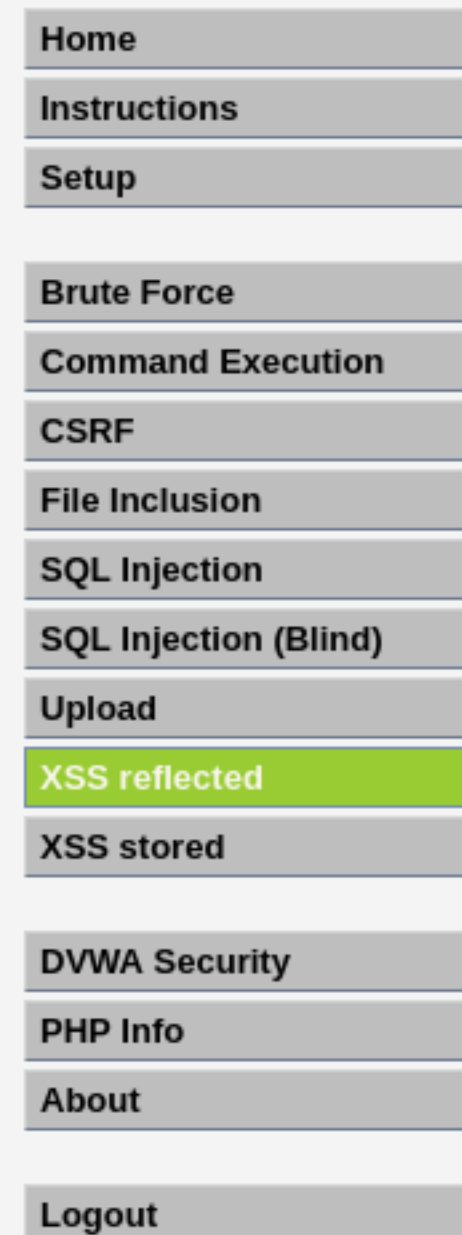 Home
Instructions
Setup
Brute Force
Command Execution
CSRF
File Inclusion
SQL Injection
SQL Injection (Blind)
Upload
XSS reflected
XSS stored
DVWA Security
PHP Info
About
Logout